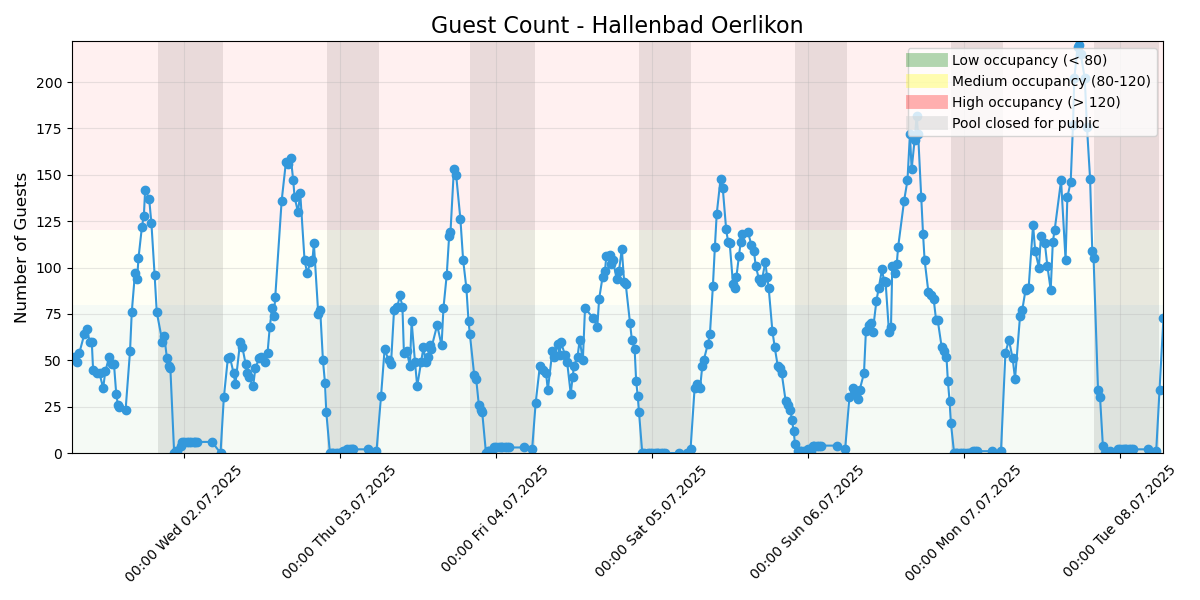 Guest Count - Hallenbad Oerlikon
Number of Guests
200
175
150
125
100
75
50
25
0
Low occupancy (< 80)
Medium occupancy (80-120)
High occupancy (> 120)
Pool closed for public
00:00 Wed 02.07.2025
00:00 Thu 03.07.2025
00:00 Fri 04.07.2025
00:00 Sat 05.07.2025
00:00 Sun 06.07.2025
00:00 Mon 07.07.2025
00:00 Tue 08.07.2025